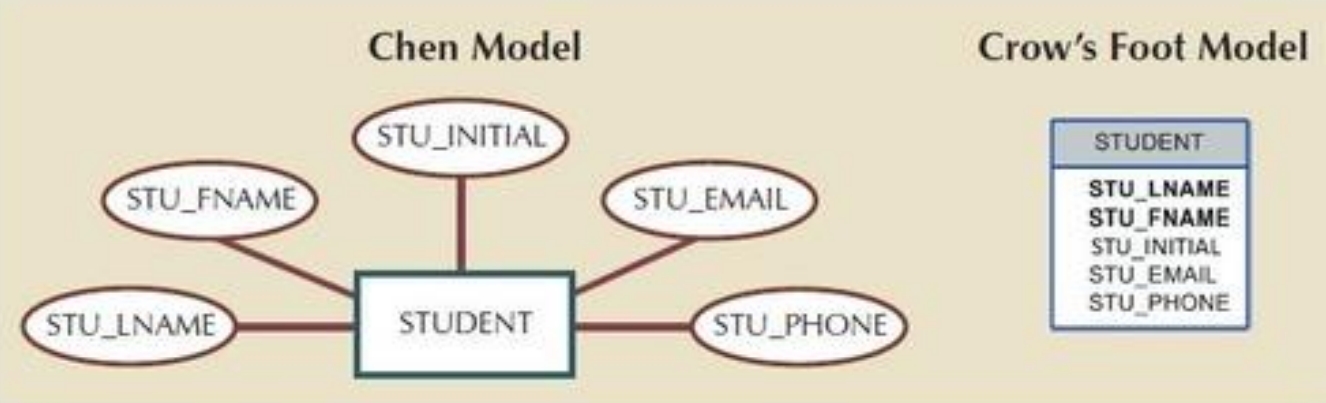 Chen Model
STU_INITIAL
STU_FNAME
STU_EMAIL
STU_LNAME
STUDENT
STU_PHONE
Crow's Foot Model
STUDENT
STU_LNAME
STU_FNAME
STU_INITIAL
STU_EMAIL
STU_PHONE